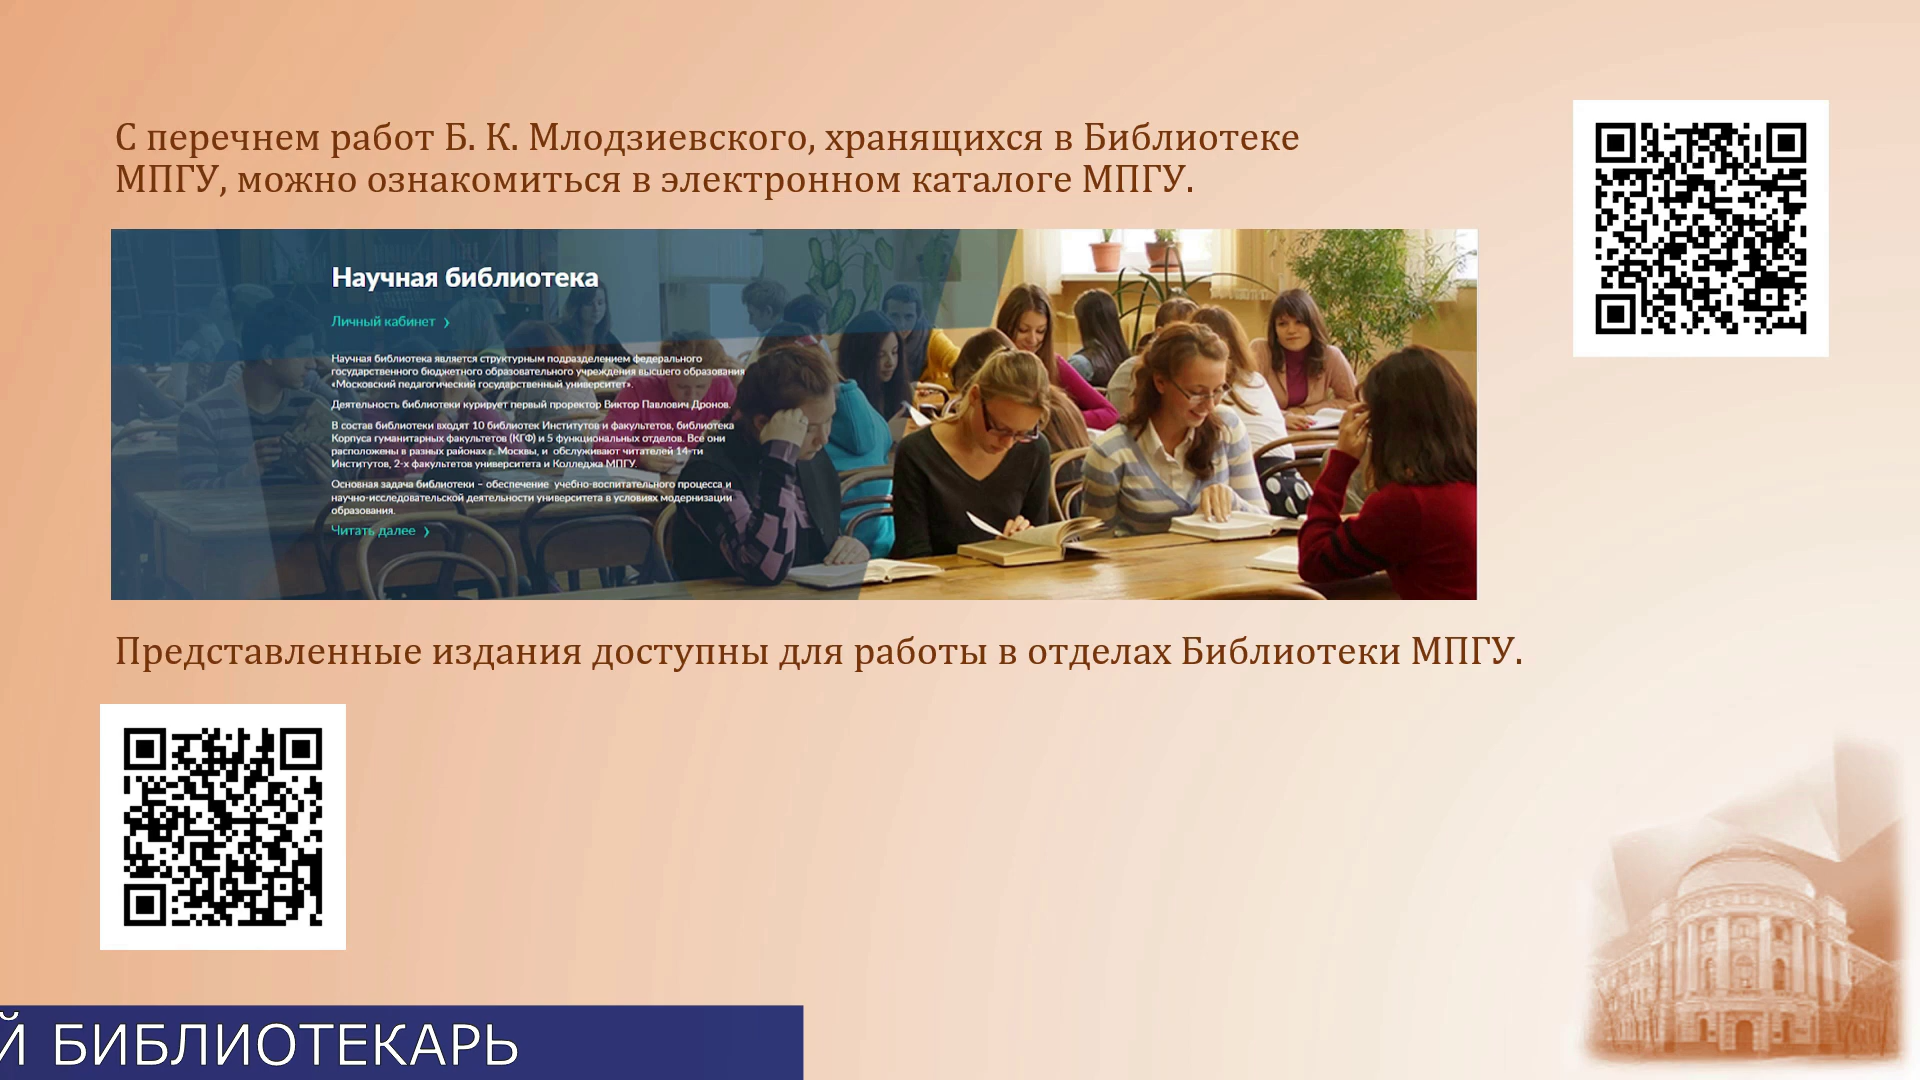 С перечнем работ Б. К. Млодзиевского, хранящихся в Библиотеке
МПГУ, можно ознакомиться в электронном каталоге МПГУ.
Научная библиотека
Личный кабинет
Научная библиотека является структурным подразделением федерального
государственного бюджетного образовательного учреждения высшего образования
«Московский педагогический государственный университет».
Деятельность библиотеки курирует первый проректор Виктор Павлович Дронов.
В состав библиотеки входят 10 библиотек Институтов и факультетов, библиотека
Корпуса гуманитарных факультетов (КГФ) и 5 функциональных отделов. Все они
расположены в разных районах г. Москвы, и обслуживают читателей 14-ти
Институтов, 2-х факультетов университета и Колледжа МПГУ.
Основная задача библиотеки – обеспечение учебно-воспитательного процесса и
научно-исследовательской деятельности университета в условиях модернизации
образования.
Читать далее
Представленные издания доступны для работы в отделах Библиотеки МПГУ.
Й БИБЛИОТЕКАРЬ